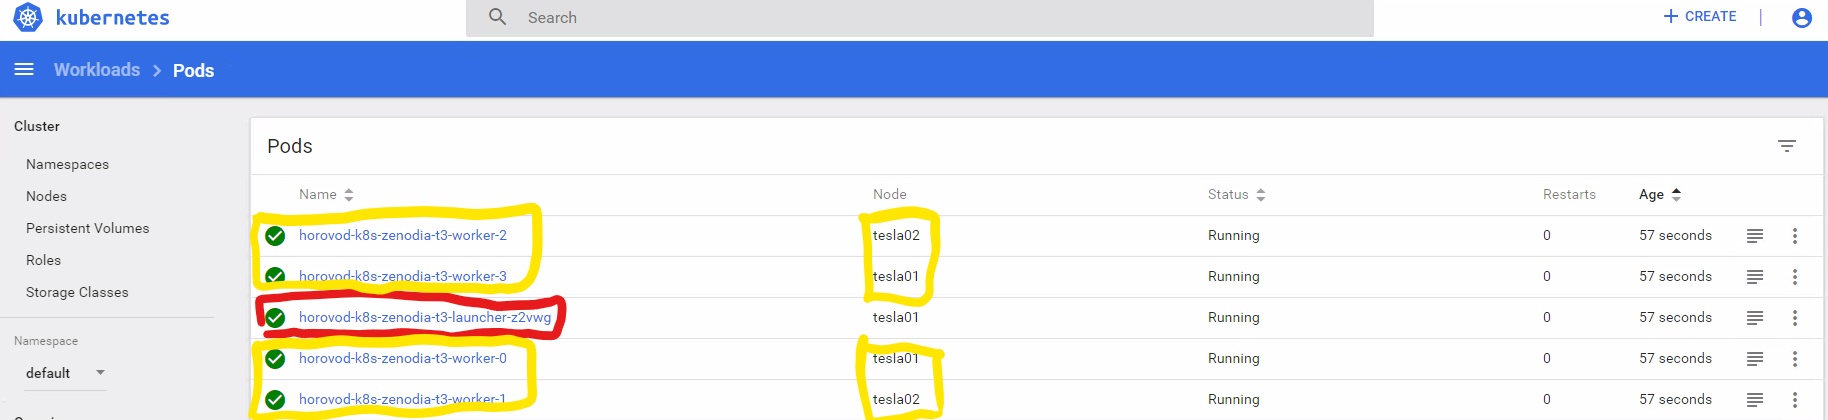 kubernetes
Search
CREATE
Workloads
Pods
Cluster
Namespaces
Nodes
Persistent Volumes
Roles
Storage Classes
Namespace
default
Pods
Name Node Status Restarts Age
horovod-k8s-zenodia-t3-worker-2 tesla02 Running 0 57 seconds
horovod-k8s-zenodia-t3-worker-3 tesla01 Running 0 57 seconds
horovod-k8s-zenodia-t3-launcher-z2vwg tesla01 Running 0 57 seconds
horovod-k8s-zenodia-t3-worker-0 tesla01 Running 0 57 seconds
horovod-k8s-zenodia-t3-worker-1 tesla02 Running 0 57 seconds